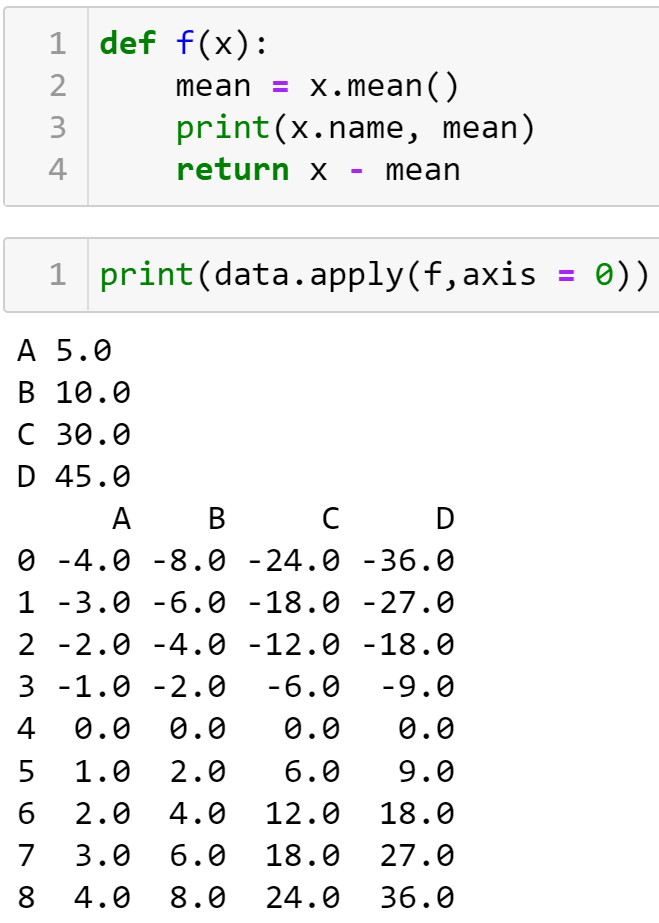 1 def f(x):
2     mean = x.mean()
3     print(x.name, mean)
4     return x - mean
1 print(data.apply(f,axis = 0))
A 5.0
B 10.0
C 30.0
D 45.0
     A    B     C     D
0 -4.0 -8.0 -24.0 -36.0
1 -3.0 -6.0 -18.0 -27.0
2 -2.0 -4.0 -12.0 -18.0
3 -1.0 -2.0  -6.0  -9.0
4  0.0  0.0   0.0   0.0
5  1.0  2.0   6.0   9.0
6  2.0  4.0  12.0  18.0
7  3.0  6.0  18.0  27.0
8  4.0  8.0  24.0  36.0